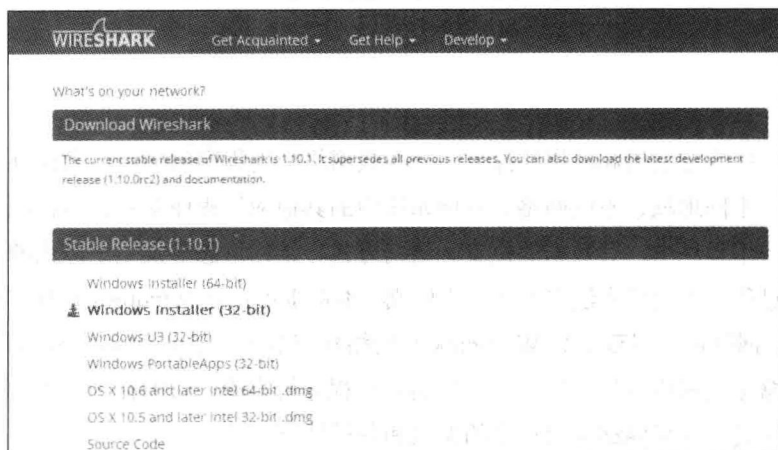 WIRESHARK Get Acquainted Get Help Develop
What's on your network?
Download Wireshark
The current stable release of Wireshark is 1.10.1. It supersedes all previous releases. You can also download the latest development
release (1.10.0rc2) and documentation.
Stable Release (1.10.1)
Windows Installer (64-bit)
Windows Installer (32-bit)
Windows U3 (32-bit)
Windows PortableApps (32-bit)
OS X 10.6 and later Intel 64-bit .dmg
OS X 10.5 and later Intel 32-bit .dmg
Source Code